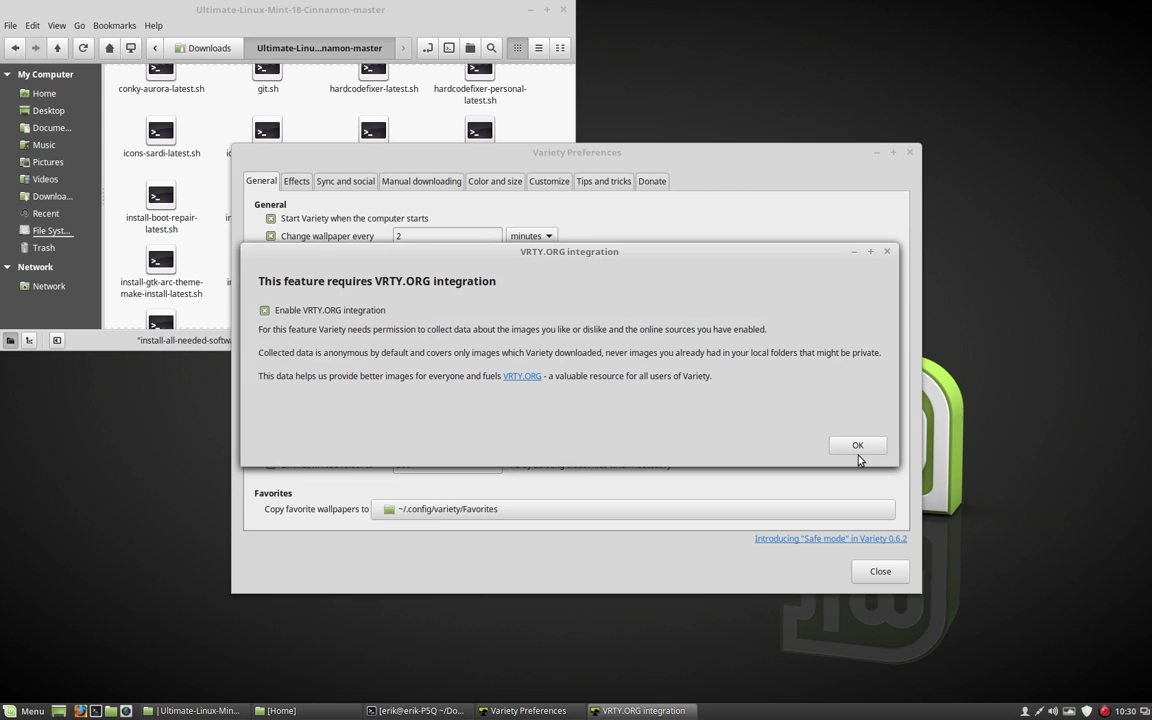 Ultimate-Linux-Mint-18-Cinnamon-master
File Edit View Go Bookmarks Help
Downloads
Ultimate-Linu...namon-master
My Computer
Home
Desktop
Docume...
Music
Pictures
Videos
Downloa...
Recent
File Syst...
Trash
Network
Network
conky-aurora-latest.sh
git.sh
hardcodefixer-latest.sh
hardcodefixer-personal-
latest.sh
icons-sardi-latest.sh
install-boot-repair-
latest.sh
install-gtk-arc-theme-
make-install-latest.sh
"install-all-needed-softwa
Variety Preferences
General Effects Sync and social Manual downloading Color and size Customize Tips and tricks Donate
General
Start Variety when the computer starts
Change wallpaper every 2 minutes
VRTY.ORG integration
This feature requires VRTY.ORG integration
Enable VRTY.ORG integration
For this feature Variety needs permission to collect data about the images you like or dislike and the online sources you have enabled.
Collected data is anonymous by default and covers only images which Variety downloaded, never images you already had in your local folders that might be private.
This data helps us provide better images for everyone and fuels VRTY.ORG - a valuable resource for all users of Variety.
OK
Favorites
Copy favorite wallpapers to ~/.config/variety/Favorites
Introducing "Safe mode" in Variety 0.6.2
Close
Menu
[Ultimate-Linux-Min...
[Home]
[erik@erik-P5Q ~/Do...
Variety Preferences
VRTY.ORG integration
10:30